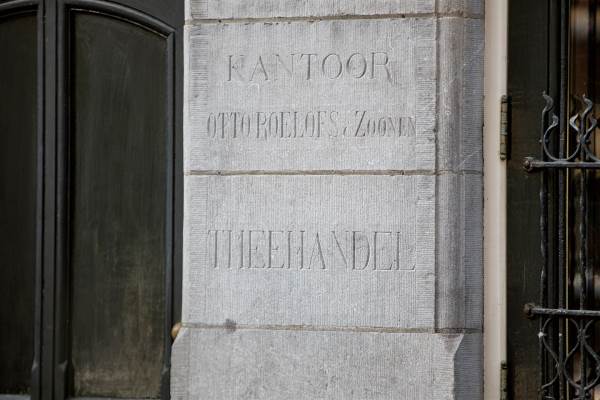 KANTOOR
OTTO ROELOFS & ZOONEN
THEEHANDEL